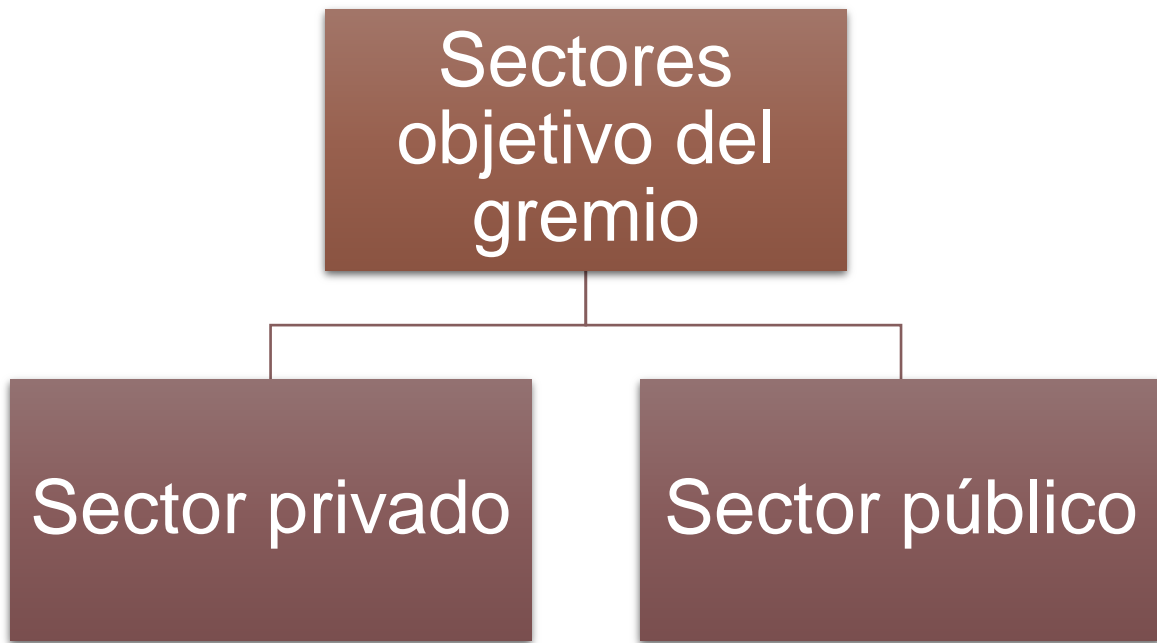 Sectores
objetivo del
gremio
Sector privado
Sector público